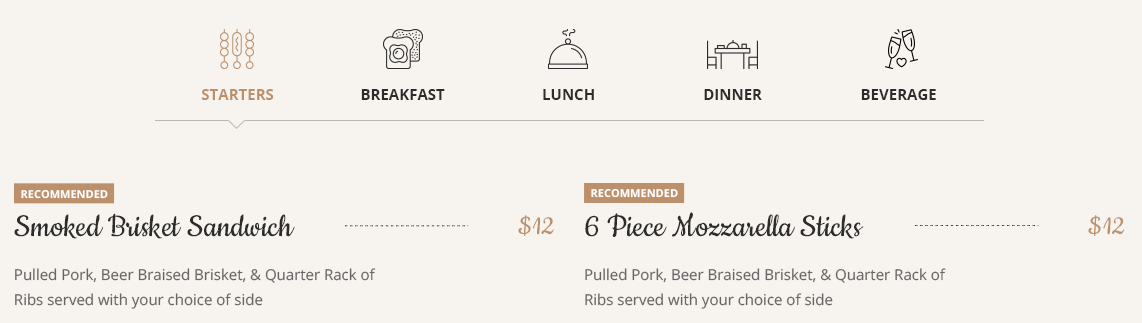 STARTERS BREAKFAST LUNCH DINNER BEVERAGE
RECOMMENDED
Smoked Brisket Sandwich $12
Pulled Pork, Beer Braised Brisket, & Quarter Rack of
Ribs served with your choice of side
RECOMMENDED
6 Piece Mozzarella Sticks $12
Pulled Pork, Beer Braised Brisket, & Quarter Rack of
Ribs served with your choice of side